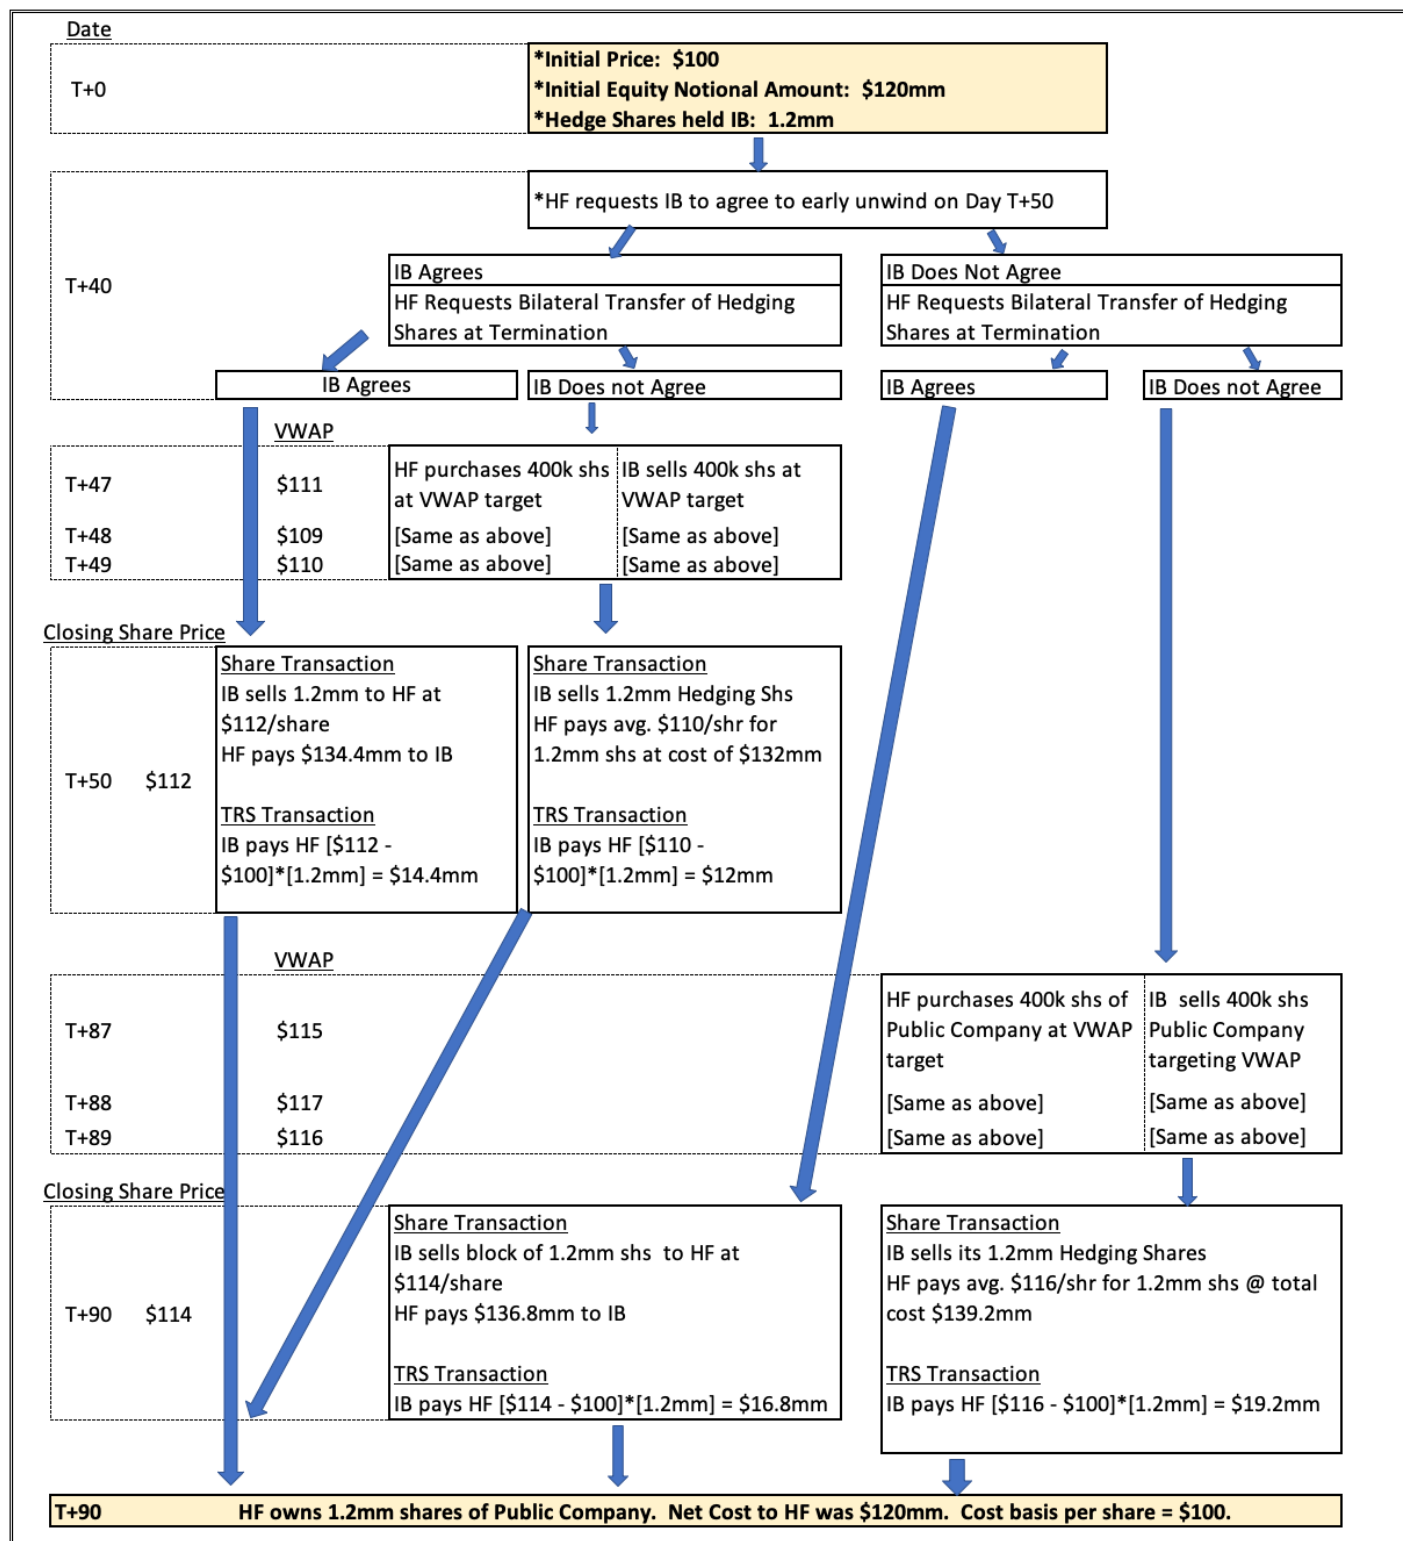 Date
T+0
*Initial Price:  $100
*Initial Equity Notional Amount:  $120mm
*Hedge Shares held IB:  1.2mm
*HF requests IB to agree to early unwind on Day T+50
T+40
IB Agrees
HF Requests Bilateral Transfer of Hedging
Shares at Termination
IB Does Not Agree
HF Requests Bilateral Transfer of Hedging
Shares at Termination
IB Agrees
IB Does not Agree
IB Agrees
IB Does not Agree
VWAP
T+47
$111
HF purchases 400k shs
at VWAP target
IB sells 400k shs at
VWAP target
T+48
$109
[Same as above]
[Same as above]
T+49
$110
[Same as above]
[Same as above]
Closing Share Price
T+50
$112
Share Transaction
IB sells 1.2mm to HF at
$112/share
HF pays $134.4mm to IB
TRS Transaction
IB pays HF [$112 -
$100]*[1.2mm] = $14.4mm
Share Transaction
IB sells 1.2mm Hedging Shs
HF pays avg. $110/shr for
1.2mm shs at cost of $132mm
TRS Transaction
IB pays HF [$110 -
$100]*[1.2mm] = $12mm
VWAP
T+87
$115
HF purchases 400k shs of
Public Company at VWAP
target
IB  sells 400k shs
Public Company
targeting VWAP
T+88
$117
[Same as above]
[Same as above]
T+89
$116
[Same as above]
[Same as above]
Closing Share Price
T+90
$114
Share Transaction
IB sells block of 1.2mm shs  to HF at
$114/share
HF pays $136.8mm to IB
TRS Transaction
IB pays HF [$114 - $100]*[1.2mm] = $16.8mm
Share Transaction
IB sells its 1.2mm Hedging Shares
HF pays avg. $116/shr for 1.2mm shs @ total
cost $139.2mm
TRS Transaction
IB pays HF [$116 - $100]*[1.2mm] = $19.2mm
T+90
HF owns 1.2mm shares of Public Company.  Net Cost to HF was $120mm.  Cost basis per share = $100.